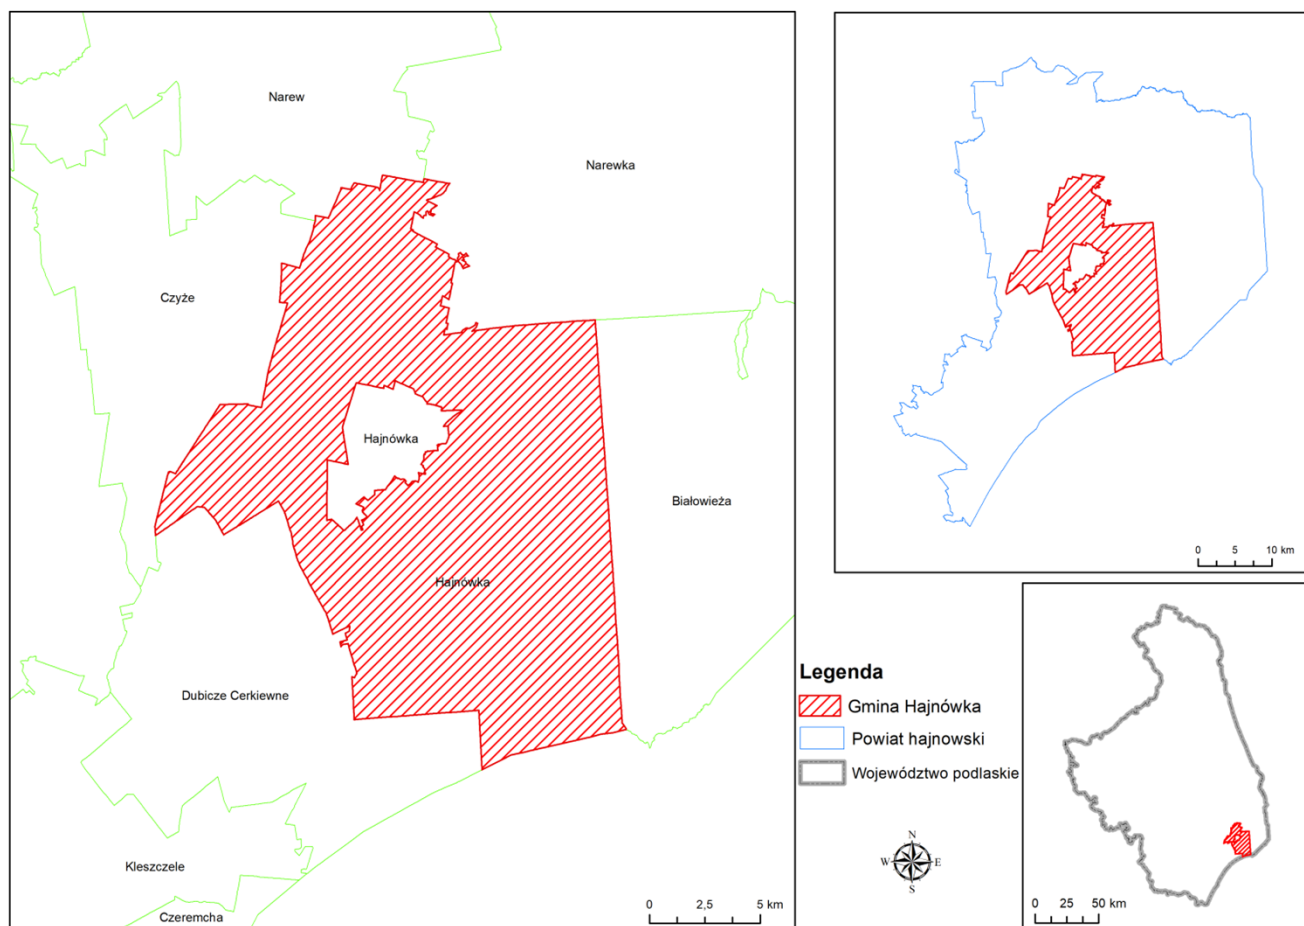 Narew
Narewka
Czyże
Hajnówka
Białowieża
Hajnówka
Dubicze Cerkiewne
Kleszczele
Czeremcha
0 2,5 5 km
0 5 10 km
Legenda
Gmina Hajnówka
Powiat hajnowski
Województwo podlaskie
N
W E
S
0 25 50 km